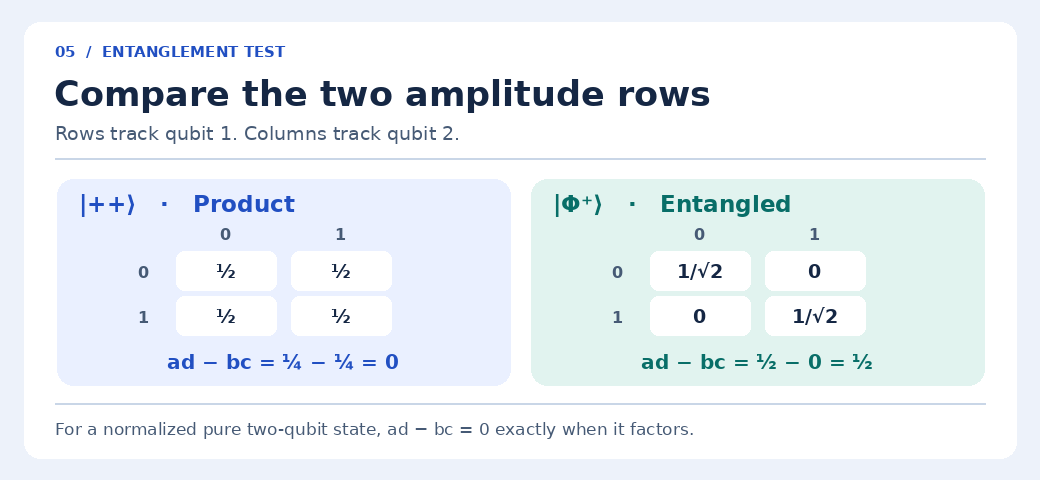 05 / ENTANGLEMENT TEST
Compare the two amplitude rows
Rows track qubit 1. Columns track qubit 2.
|++⟩ · Product
0 1
0 ½ ½
1 ½ ½
ad − bc = ¼ − ¼ = 0
|Φ⁺⟩ · Entangled
0 1
0 1/√2 0
1 0 1/√2
ad − bc = ½ − 0 = ½
For a normalized pure two-qubit state, ad − bc = 0 exactly when it factors.